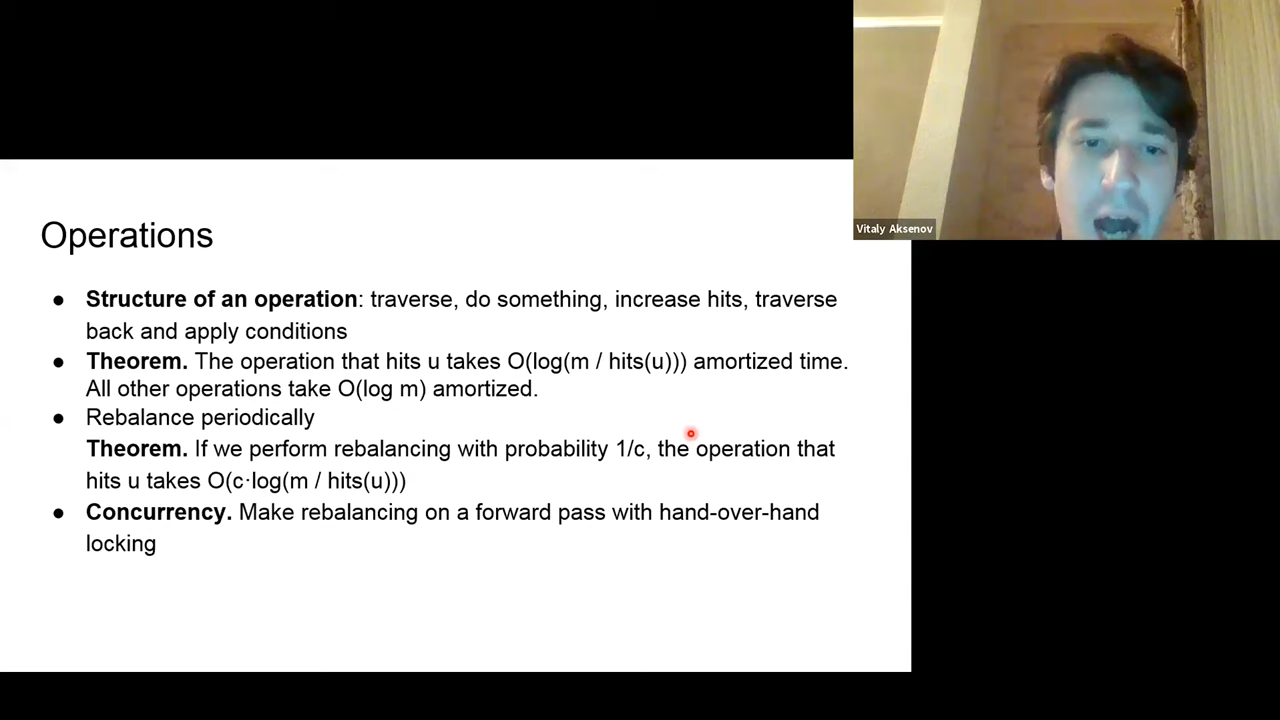 Vitaly Aksenov
Operations
● Structure of an operation: traverse, do something, increase hits, traverse
back and apply conditions
● Theorem. The operation that hits u takes O(log(m / hits(u))) amortized time.
All other operations take O(log m) amortized.
● Rebalance periodically
Theorem. If we perform rebalancing with probability 1/c, the operation that
hits u takes O(c·log(m / hits(u)))
● Concurrency. Make rebalancing on a forward pass with hand-over-hand
locking